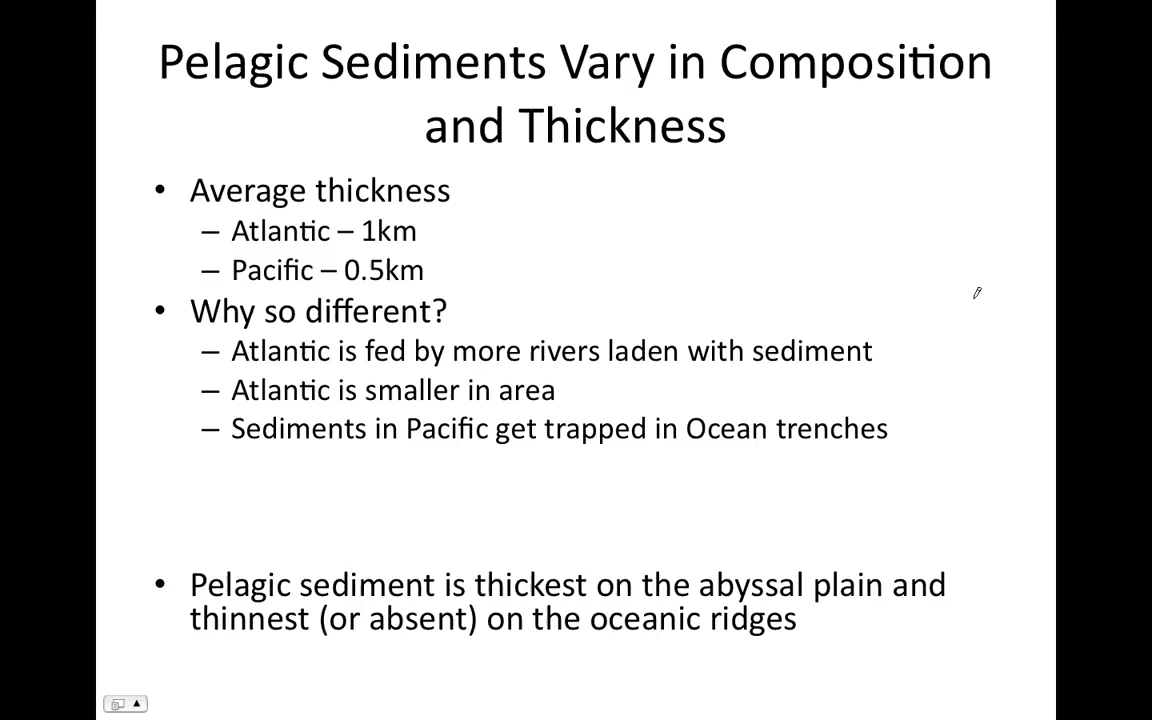 Pelagic Sediments Vary in Composition
and Thickness
• Average thickness
– Atlantic – 1km
– Pacific – 0.5km
• Why so different?
– Atlantic is fed by more rivers laden with sediment
– Atlantic is smaller in area
– Sediments in Pacific get trapped in Ocean trenches
• Pelagic sediment is thickest on the abyssal plain and
thinnest (or absent) on the oceanic ridges